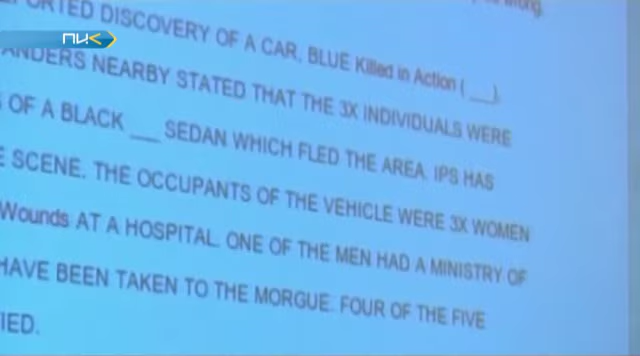 ПИК
ORTED DISCOVERY OF A CAR, BLUE Killed in Action ( __ ).
ANDERS NEARBY STATED THAT THE 3X INDIVIDUALS WERE
OF A BLACK ___ SEDAN WHICH FLED THE AREA. IPS HAS
E SCENE. THE OCCUPANTS OF THE VEHICLE WERE 3X WOMEN
Wounds AT A HOSPITAL. ONE OF THE MEN HAD A MINISTRY OF
HAVE BEEN TAKEN TO THE MORGUE. FOUR OF THE FIVE
IED.